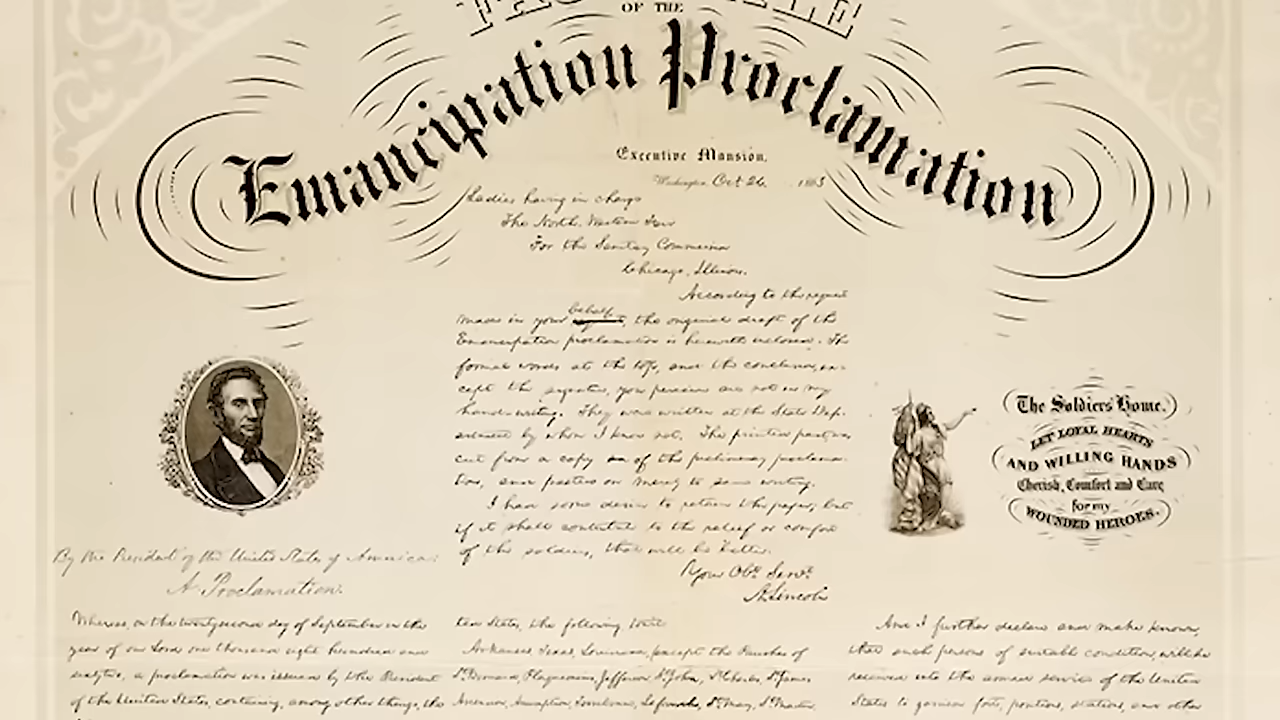 FACSIMILE
OF THE
Emancipation Proclamation
Executive Mansion,
Washington, Oct 26, 1863
Ladies having in charge
The North Western Fair
For the Sanitary Commission
Chicago, Illinois.
According to the request
made in your behalf, the original draft of the
Emancipation proclamation is herewith enclosed. The
formal words at the top, and the conclusion, ex-
cept the signature, you perceive are not in my
hand-writing. They were written at the State Dep-
artment by whom I know not. The printed part was
cut from a copy of the preliminary proclama-
tion, and pasted on merely to save writing.
I had some desire to retain the paper, but
if it shall contribute to the relief or comfort
of the soldiers, that will be better.
Your Obt. Servt.
A. Lincoln
The Soldiers' Home.
LET LOYAL HEARTS
AND WILLING HANDS
Cherish, Comfort and Care
for my
WOUNDED HEROES.
By the President of the United States of America:
A Proclamation.
Whereas, on the twentysecond day of September, in the
year of our Lord one thousand eight hundred and
sixtytwo, a proclamation was issued by the President
of the United States, containing, among other things, the
ted States, the following, towit:
Arkansas, Texas, Louisiana, (except the Parishes of
St. Bernard, Plaquemines, Jefferson, St. John, St. Charles, St. James
Ascension, Assumption, Terrebonne, Lafourche, St. Mary, St. Martin,
And I further declare and make known,
that such persons of suitable condition, will be
received into the armed service of the United
States to garrison forts, positions, stations, and other